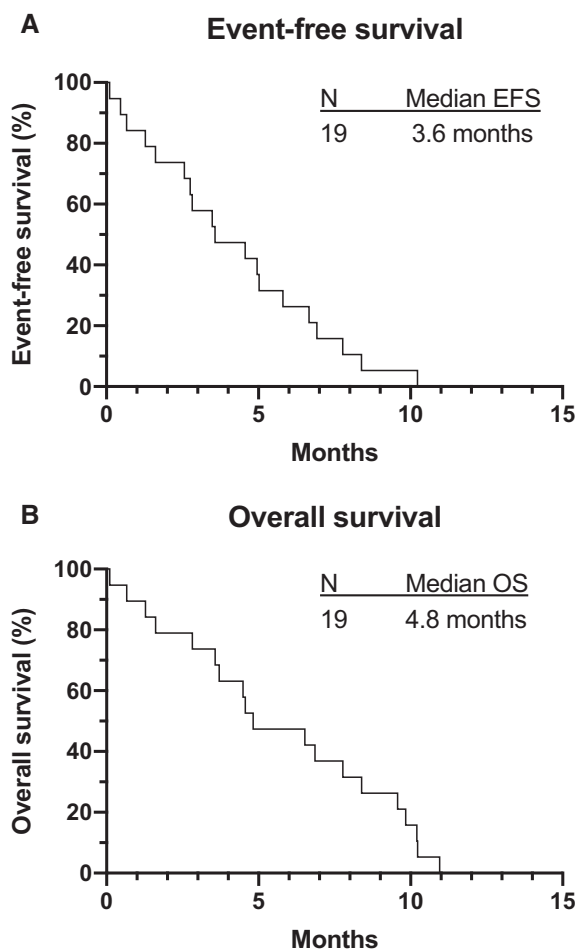 A
Event-free survival
Event-free survival (%)
100
80
60
40
20
0
N Median EFS
19 3.6 months
0 5 10 15
Months
B
Overall survival
Overall survival (%)
100
80
60
40
20
0
N Median OS
19 4.8 months
0 5 10 15
Months